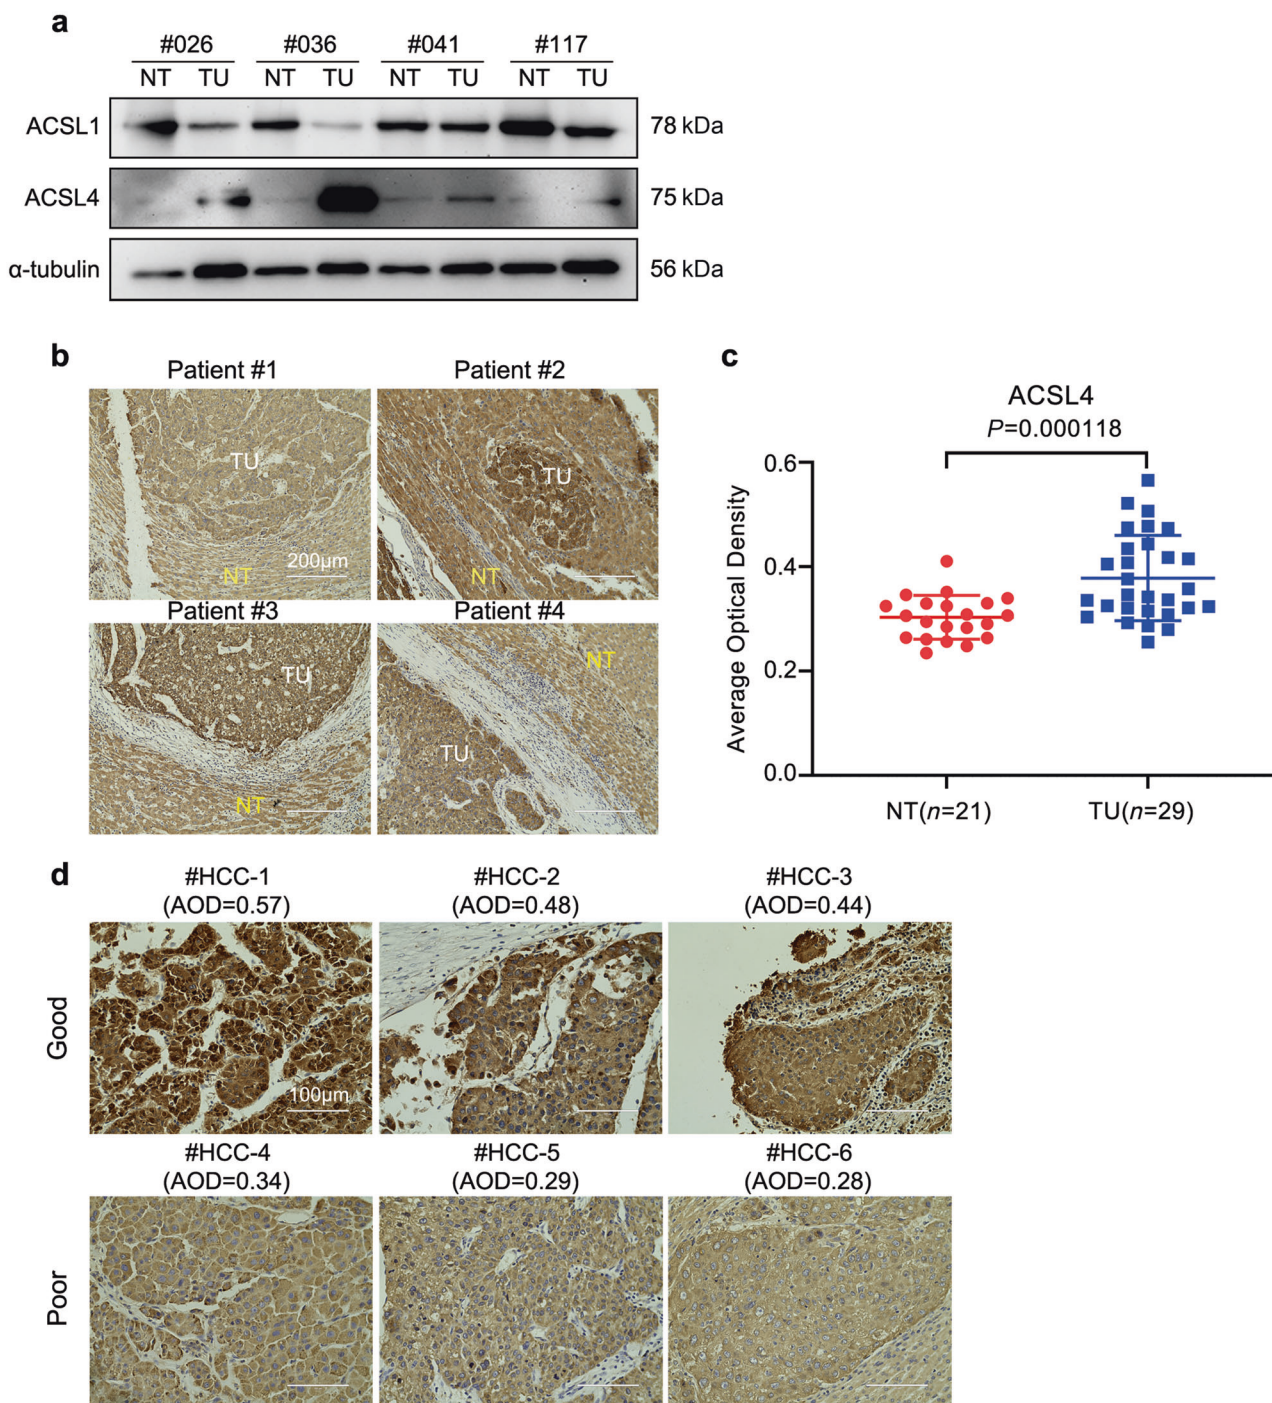 a
#026 #036 #041 #117
NT TU NT TU NT TU NT TU
ACSL1 78 kDa
ACSL4 75 kDa
α-tubulin 56 kDa
b
Patient #1 Patient #2
TU
200μm
NT
TU
NT
Patient #3 Patient #4
TU
NT
NT
TU
c
ACSL4
P=0.000118
Average Optical Density
0.6
0.4
0.2
0.0
NT(n=21) TU(n=29)
d
#HCC-1 #HCC-2 #HCC-3
(AOD=0.57) (AOD=0.48) (AOD=0.44)
Good
100μm
#HCC-4 #HCC-5 #HCC-6
(AOD=0.34) (AOD=0.29) (AOD=0.28)
Poor